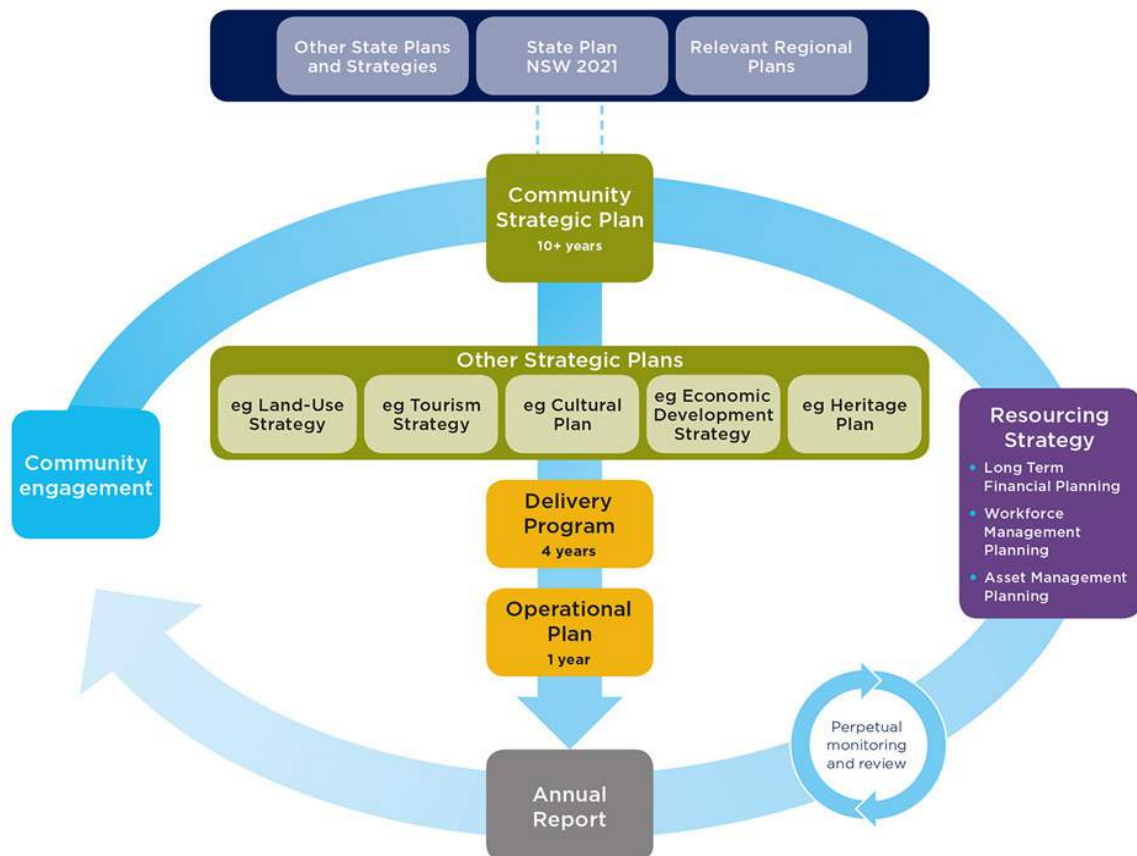 Other State Plans
and Strategies
State Plan
NSW 2021
Relevant Regional
Plans
Community
Strategic Plan
10+ years
Other Strategic Plans
eg Land-Use
Strategy
eg Tourism
Strategy
eg Cultural
Plan
eg Economic
Development
Strategy
eg Heritage
Plan
Community
engagement
Resourcing
Strategy
• Long Term
Financial Planning
• Workforce
Management
Planning
• Asset Management
Planning
Delivery
Program
4 years
Operational
Plan
1 year
Perpetual
monitoring
and review
Annual
Report